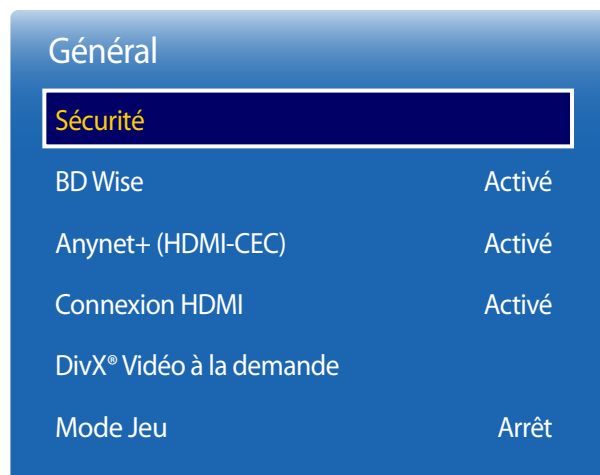 Général
Sécurité
BD Wise Activé
Anynet+ (HDMI-CEC) Activé
Connexion HDMI Activé
DivX® Vidéo à la demande
Mode Jeu Arrêt